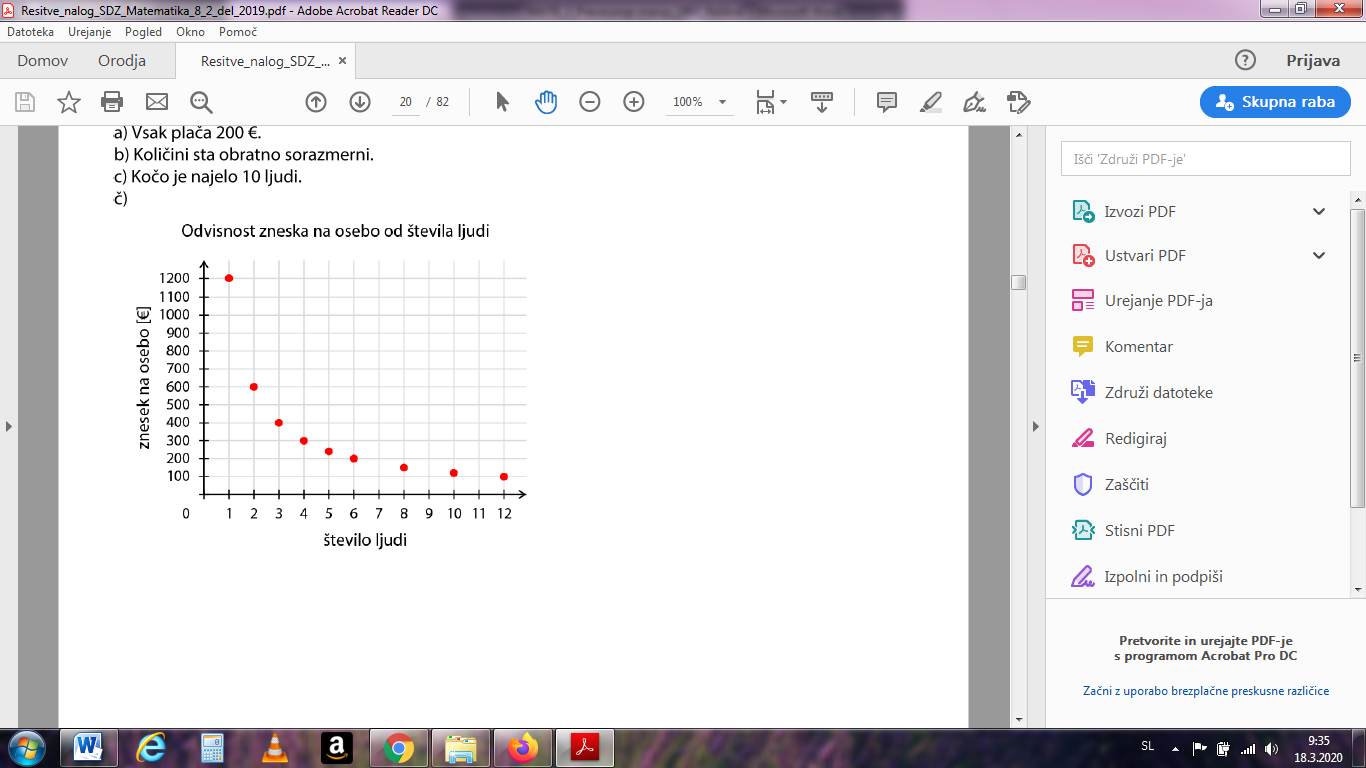 Resitve_nalog_SDZ_Matematika_8_2_del_2019.pdf - Adobe Acrobat Reader DC
Datoteka Urejanje Pogled Okno Pomoč
Domov Orodja Resitve_nalog_SDZ_... × ? Prijava
20 / 82 100% Skupna raba
a) Vsak plača 200 €.
b) Količini sta obratno sorazmerni.
c) Kočo je najelo 10 ljudi.
č)
Odvisnost zneska na osebo od števila ljudi
znesek na osebo [€]
1200
1100
1000
900
800
700
600
500
400
300
200
100
0 1 2 3 4 5 6 7 8 9 10 11 12
število ljudi
Išči 'Združi PDF-je'
Izvozi PDF
Ustvari PDF
Urejanje PDF-ja
Komentar
Združi datoteke
Redigiraj
Zaščiti
Stisni PDF
Izpolni in podpiši
Pretvorite in urejajte PDF-je
s programom Acrobat Pro DC
Začni z uporabo brezplačne preskusne različice
SL
9:35
18.3.2020